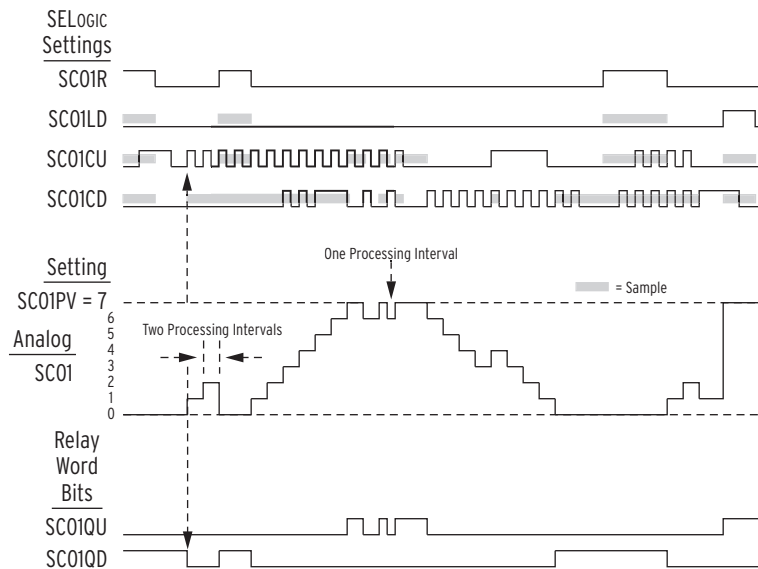 SELOGIC
Settings
SC01R
SC01LD
SC01CU
SC01CD
One Processing Interval
Setting
= Sample
SC01PV = 7
6
Two Processing Intervals
5
Analog
4
SC01
3
2
1
0
Relay
Word
Bits
SC01QU
SC01QD